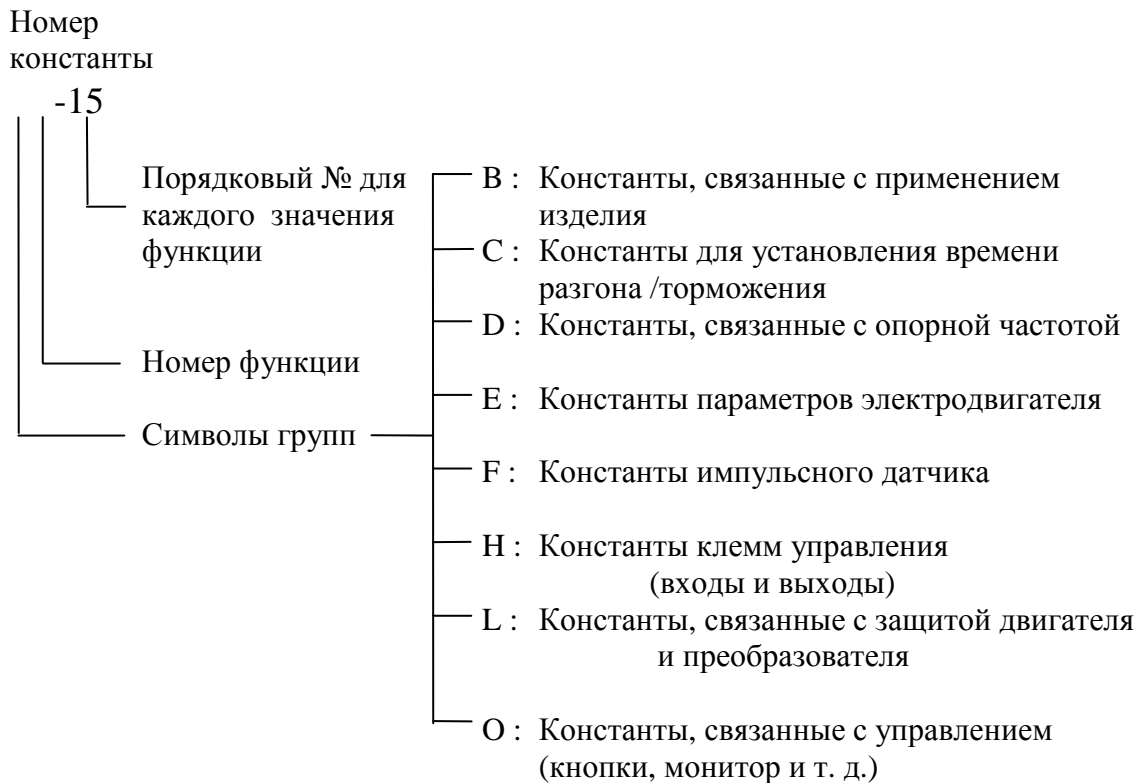 Номер
константы
-15
Порядковый № для
каждого значения
функции
Номер функции
Символы групп
B : Константы, связанные с применением
изделия
C : Константы для установления времени
разгона /торможения
D : Константы, связанные с опорной частотой
E : Константы параметров электродвигателя
F : Константы импульсного датчика
H : Константы клемм управления
(входы и выходы)
L : Константы, связанные с защитой двигателя
и преобразователя
O : Константы, связанные с управлением
(кнопки, монитор и т. д.)